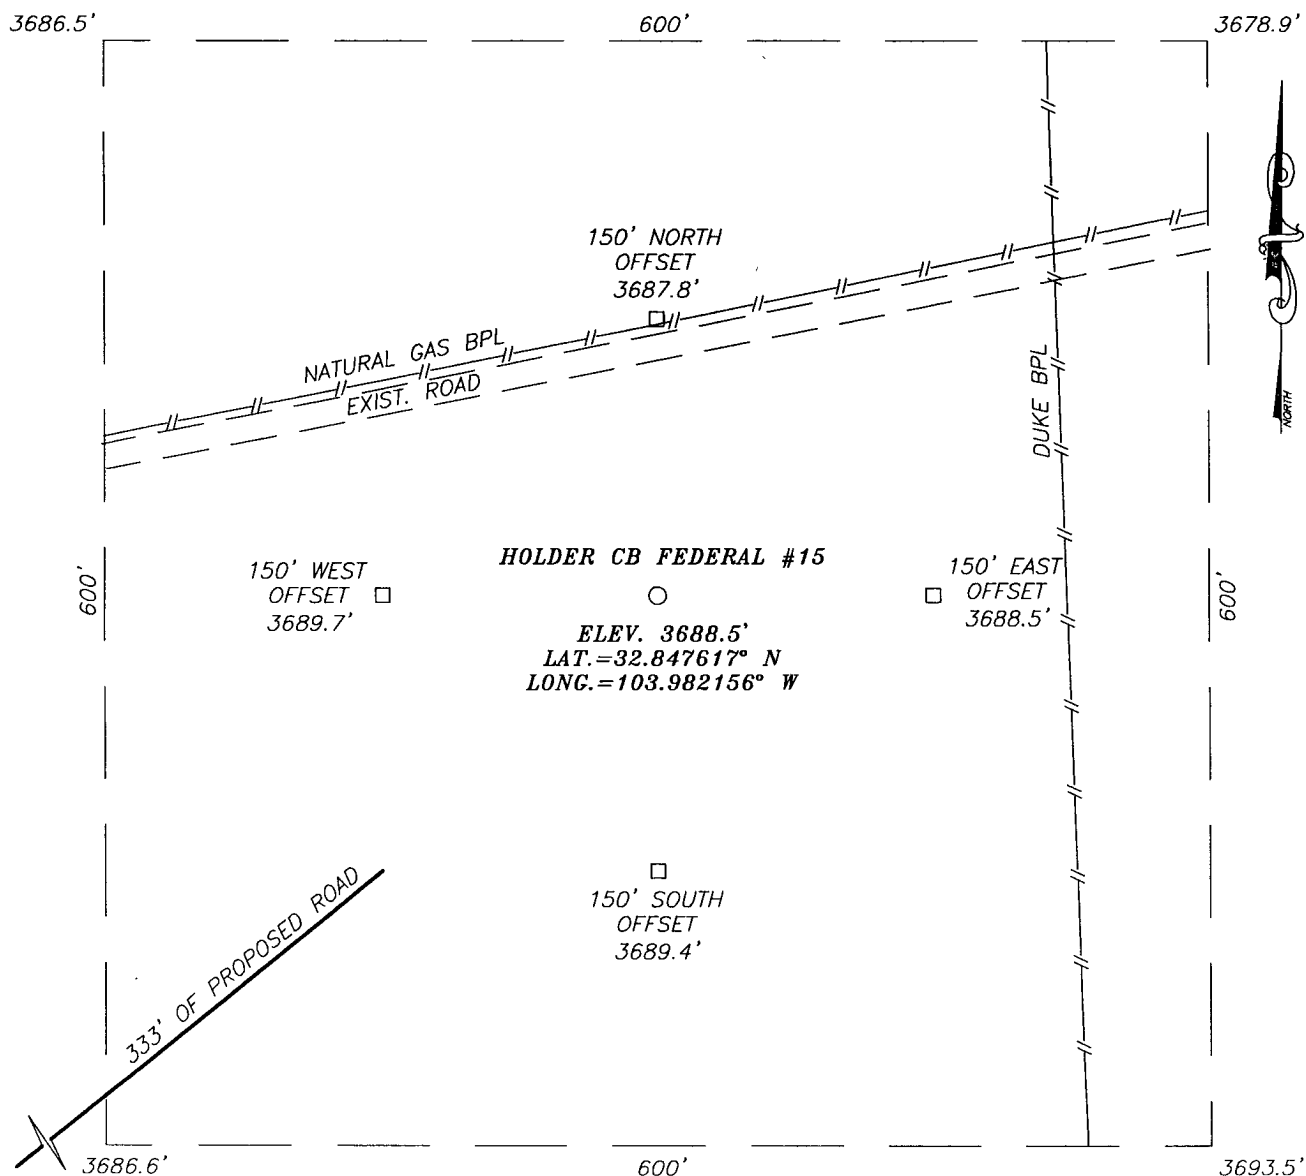 3686.5'
600'
3678.9'
150' NORTH
OFFSET
3687.8'
NATURAL GAS BPL
EXIST. ROAD
DUKE BPL
NORTH
600'
150' WEST
OFFSET
3689.7'
HOLDER CB FEDERAL #15
ELEV. 3688.5'
LAT.=32.847617° N
LONG.=103.982156° W
150' EAST
OFFSET
3688.5'
600'
150' SOUTH
OFFSET
3689.4'
333' OF PROPOSED ROAD
3686.6'
600'
3693.5'